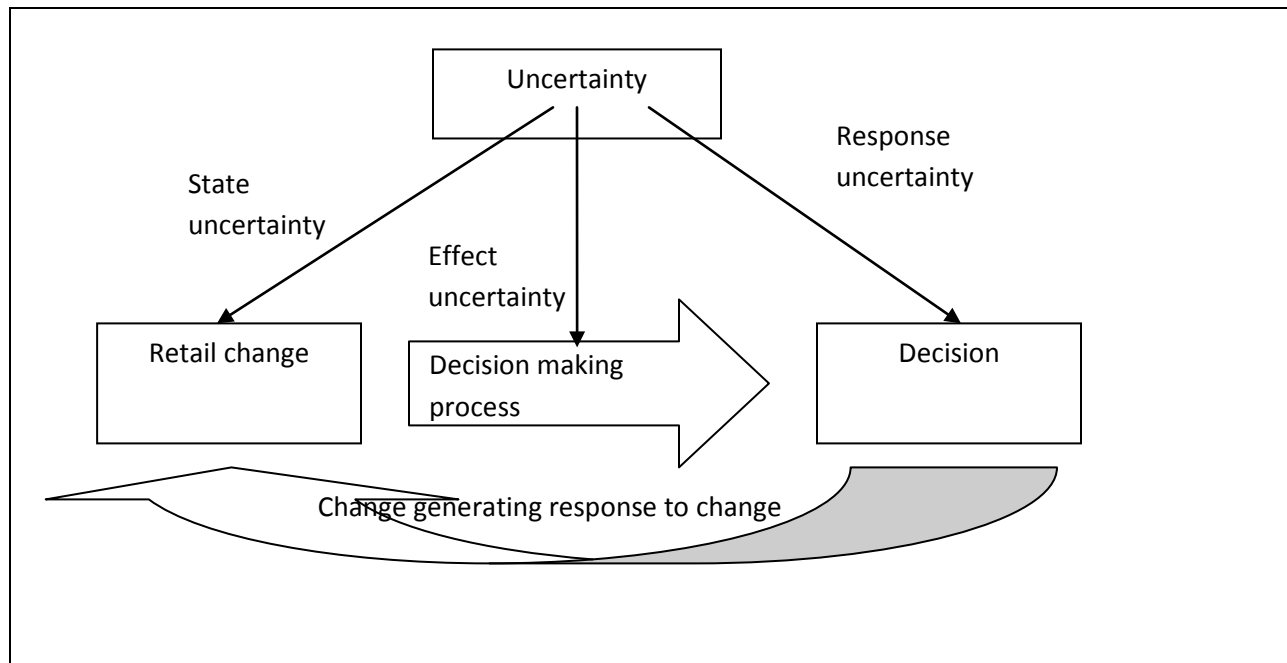 Uncertainty
Response
uncertainty
State
uncertainty
Effect
uncertainty
Retail change
Decision making
process
Decision
Change generating response to change